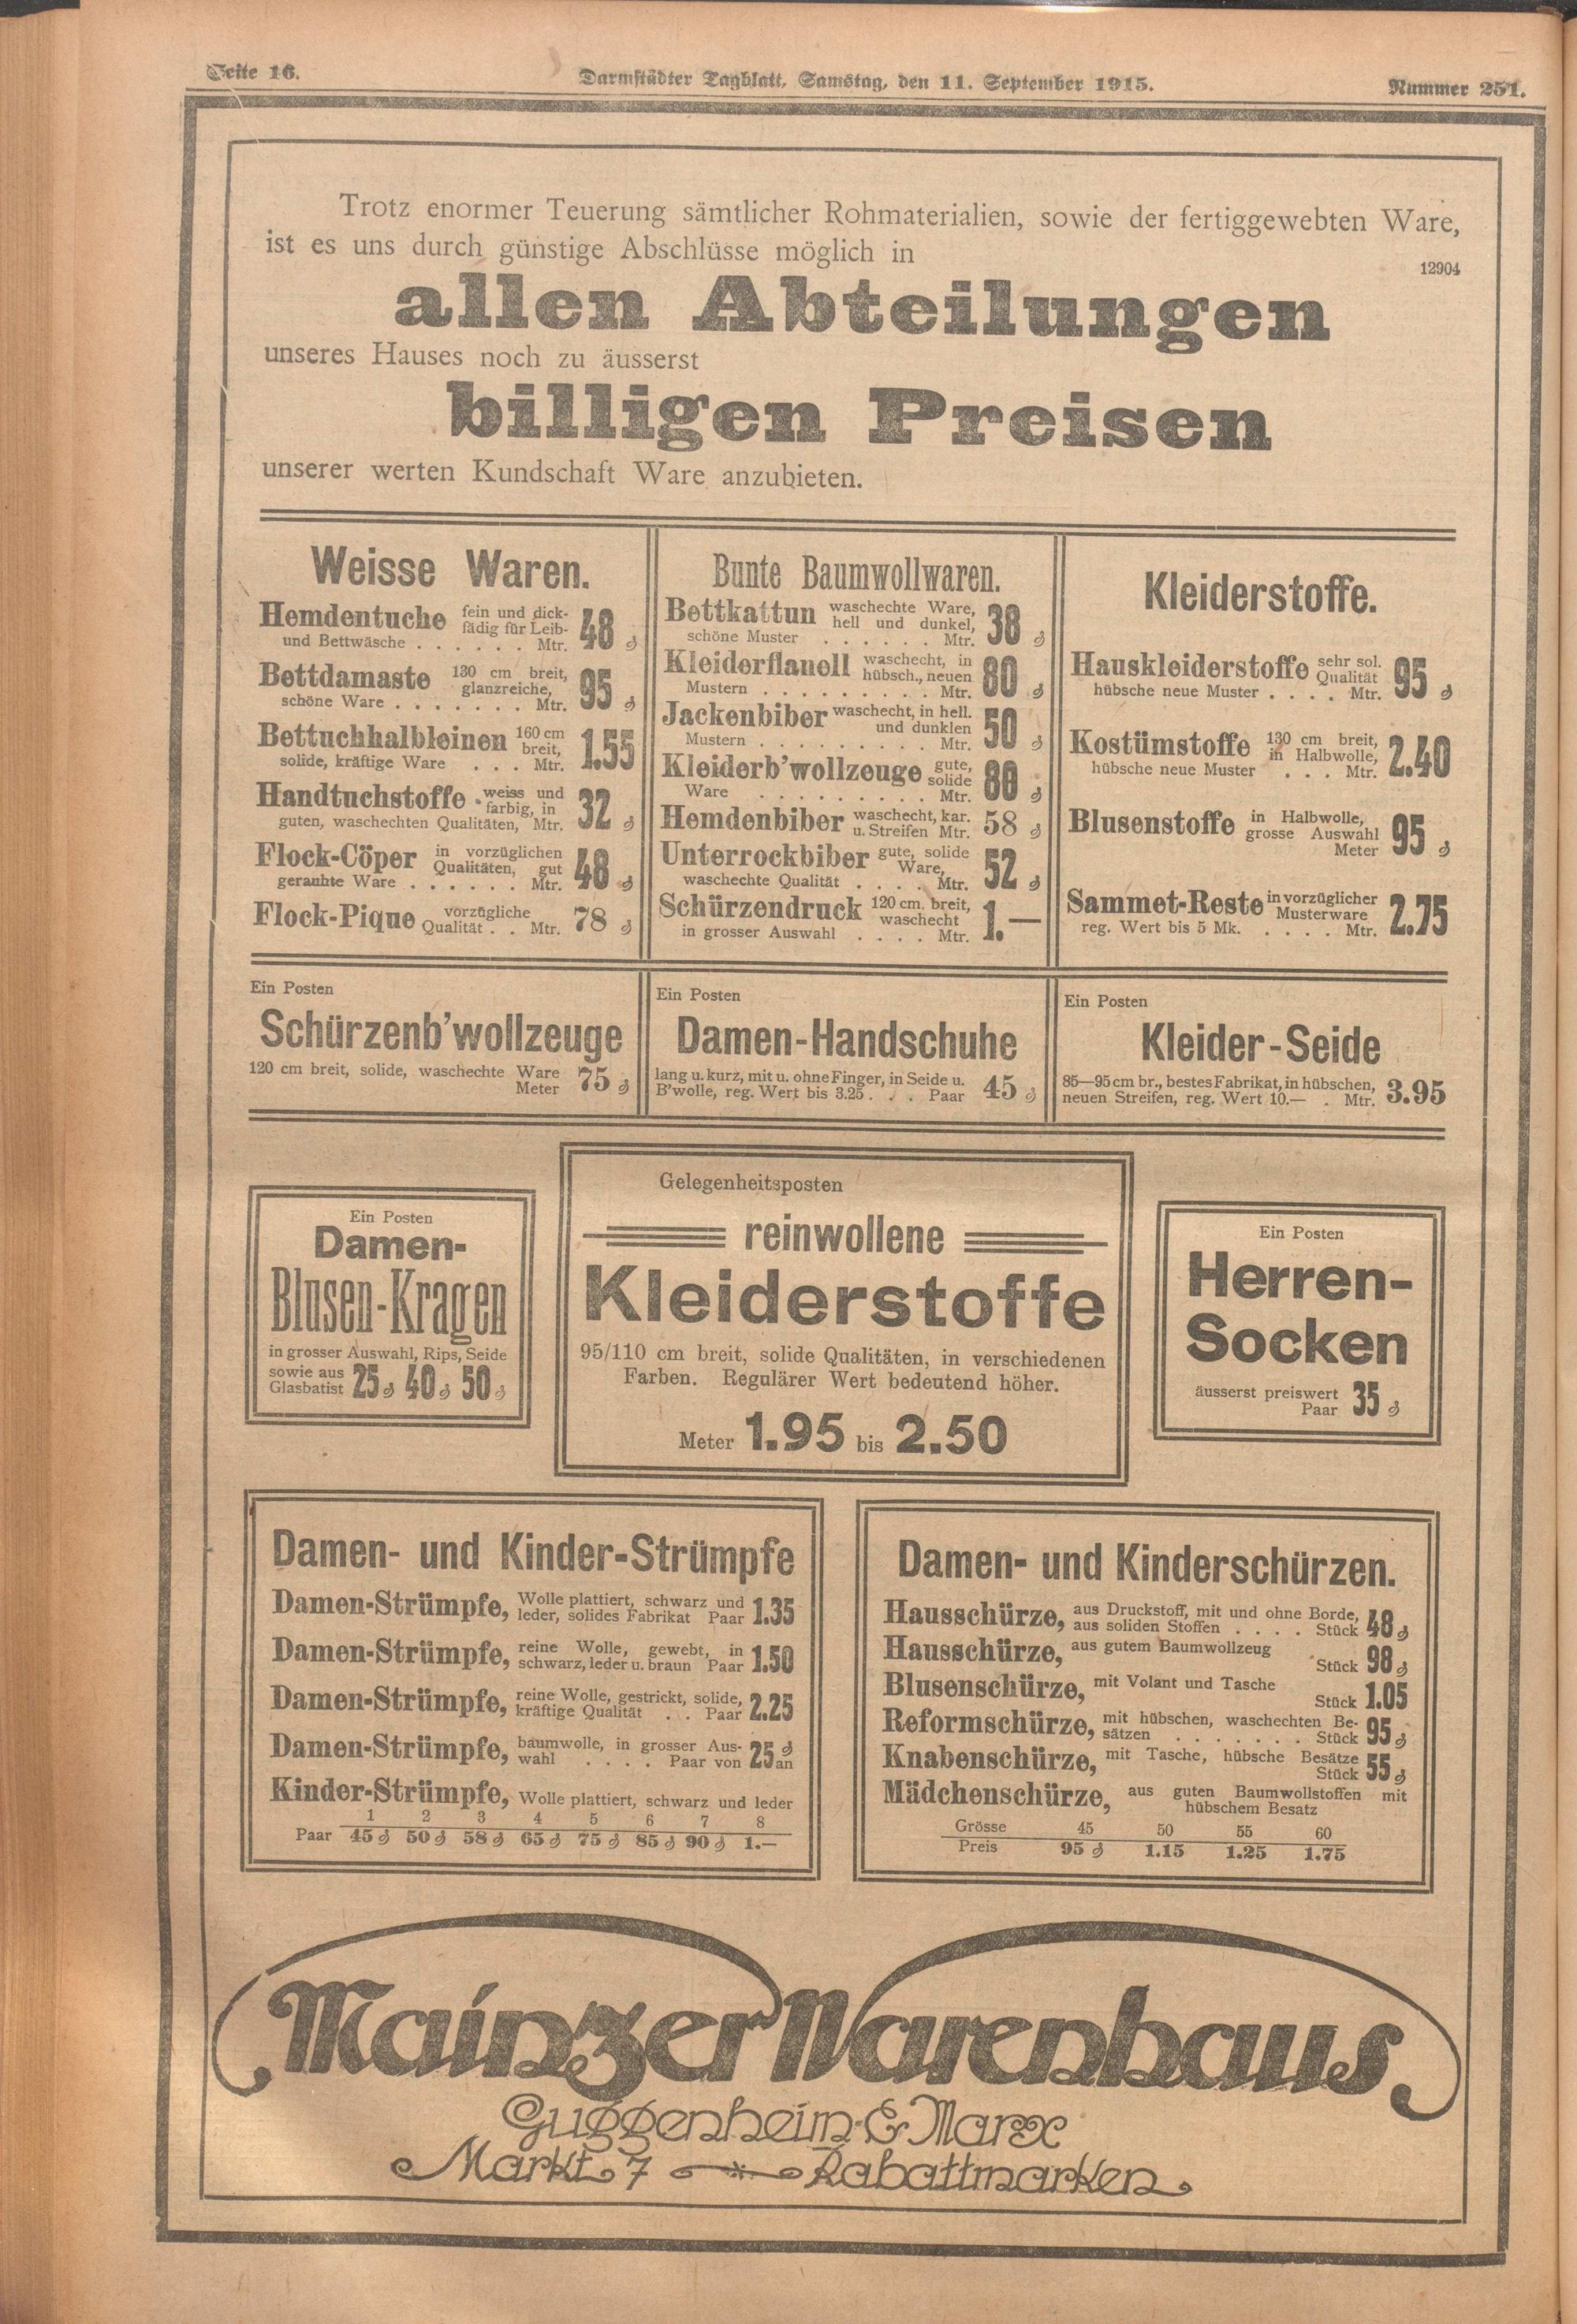 Seite 16.
Darmstädter Tagblatt, Samstag, den 11. September 1915.
Nummer 251.
Trotz enormer Teuerung sämtlicher Rohmaterialien, sowie der fertiggewebten Ware,
ist es uns durch günstige Abschlüsse möglich in
12904
allen Abteilungen
unseres Hauses noch zu äusserst
billigen Preisen
unserer werten Kundschaft Ware anzubieten.
Weisse Waren.
Hemdentuche fein und dick-
fädig für Leib-
und Bettwäsche . . . . . . Mtr. 48 ₰
Bettdamaste 130 cm breit,
glanzreiche,
schöne Ware . . . . . . . Mtr. 95 ₰
Bettuchhalbleinen 160 cm
breit,
solide, kräftige Ware . . . Mtr. 1.55
Handtuchstoffe weiss und
farbig, in
guten, waschechten Qualitäten, Mtr. 32 ₰
Flock-Cöper in vorzüglichen
Qualitäten, gut
gerauhte Ware . . . . . . Mtr. 48 ₰
Flock-Pique vorzügliche
Qualität . . Mtr. 78 ₰
Bunte Baumwollwaren.
Bettkattun waschechte Ware,
hell und dunkel,
schöne Muster . . . . . . Mtr. 38 ₰
Kleiderflanell waschecht, in
hübsch., neuen
Mustern . . . . . . . . . Mtr. 80 ₰
Jackenbiber waschecht, in hell.
und dunklen
Mustern . . . . . . . . . Mtr. 50 ₰
Kleiderb'wollzeuge gute,
solide
Ware . . . . . . . . . Mtr. 80 ₰
Hemdenbiber waschecht, kar.
u. Streifen Mtr. 58 ₰
Unterrockbiber gute, solide
Ware,
waschechte Qualität . . . . Mtr. 52 ₰
Schürzendruck 120 cm. breit,
waschecht
in grosser Auswahl . . . . Mtr. 1.—
Kleiderstoffe.
Hauskleiderstoffe sehr sol.
Qualität
hübsche neue Muster . . . . Mtr. 95 ₰
Kostümstoffe 130 cm breit,
in Halbwolle,
hübsche neue Muster . . . Mtr. 2.40
Blusenstoffe in Halbwolle,
grosse Auswahl
Meter 95 ₰
Sammet-Reste in vorzüglicher
Musterware
reg. Wert bis 5 Mk. . . . . Mtr. 2.75
Ein Posten
Schürzenb'wollzeuge
120 cm breit, solide, waschechte Ware
Meter 75 ₰
Ein Posten
Damen-Handschuhe
lang u. kurz, mit u. ohne Finger, in Seide u.
B'wolle, reg. Wert bis 3.25 . . . Paar 45 ₰
Ein Posten
Kleider-Seide
85—95 cm br., bestes Fabrikat, in hübschen,
neuen Streifen, reg. Wert 10.— . Mtr. 3.95
Ein Posten
Damen-
Blusen-Kragen
in grosser Auswahl, Rips, Seide
sowie aus
Glasbatist 25 ₰ 40 ₰ 50 ₰
Gelegenheitsposten
reinwollene
Kleiderstoffe
95/110 cm breit, solide Qualitäten, in verschiedenen
Farben. Regulärer Wert bedeutend höher.
Meter 1.95 bis 2.50
Ein Posten
Herren-
Socken
äusserst preiswert
Paar 35 ₰
Damen- und Kinder-Strümpfe
Damen-Strümpfe, Wolle plattiert, schwarz und
leder, solides Fabrikat Paar 1.35
Damen-Strümpfe, reine Wolle, gewebt, in
schwarz, leder u. braun Paar 1.50
Damen-Strümpfe, reine Wolle, gestrickt, solide,
kräftige Qualität . . Paar 2.25
Damen-Strümpfe, baumwolle, in grosser Aus-
wahl . . . . Paar von 25 ₰ an
Kinder-Strümpfe, Wolle plattiert, schwarz und leder
1 2 3 4 5 6 7 8
Paar 45 ₰ 50 ₰ 58 ₰ 65 ₰ 75 ₰ 85 ₰ 90 ₰ 1.—
Damen- und Kinderschürzen.
Hausschürze, aus Druckstoff, mit und ohne Borde,
aus soliden Stoffen . . . . Stück 48 ₰
Hausschürze, aus gutem Baumwollzeug
Stück 98 ₰
Blusenschürze, mit Volant und Tasche
Stück 1.05
Reformschürze, mit hübschen, waschechten Be-
sätzen . . . . . . . Stück 95 ₰
Knabenschürze, mit Tasche, hübsche Besätze
Stück 55 ₰
Mädchenschürze, aus guten Baumwollstoffen mit
hübschem Besatz
Grösse 45 50 55 60
Preis 95 ₰ 1.15 1.25 1.75
Mainzer Warenhaus
Guggenheim & Marx
Markt 7 Rabattmarken